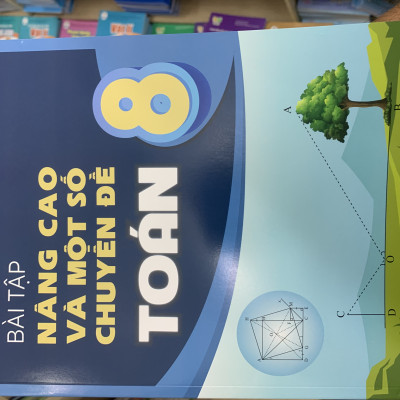 BÀI TẬP
NÂNG CAO
VÀ MỘT SỐ
CHUYÊN ĐỀ
TOÁN 8
A
B
O
C
D